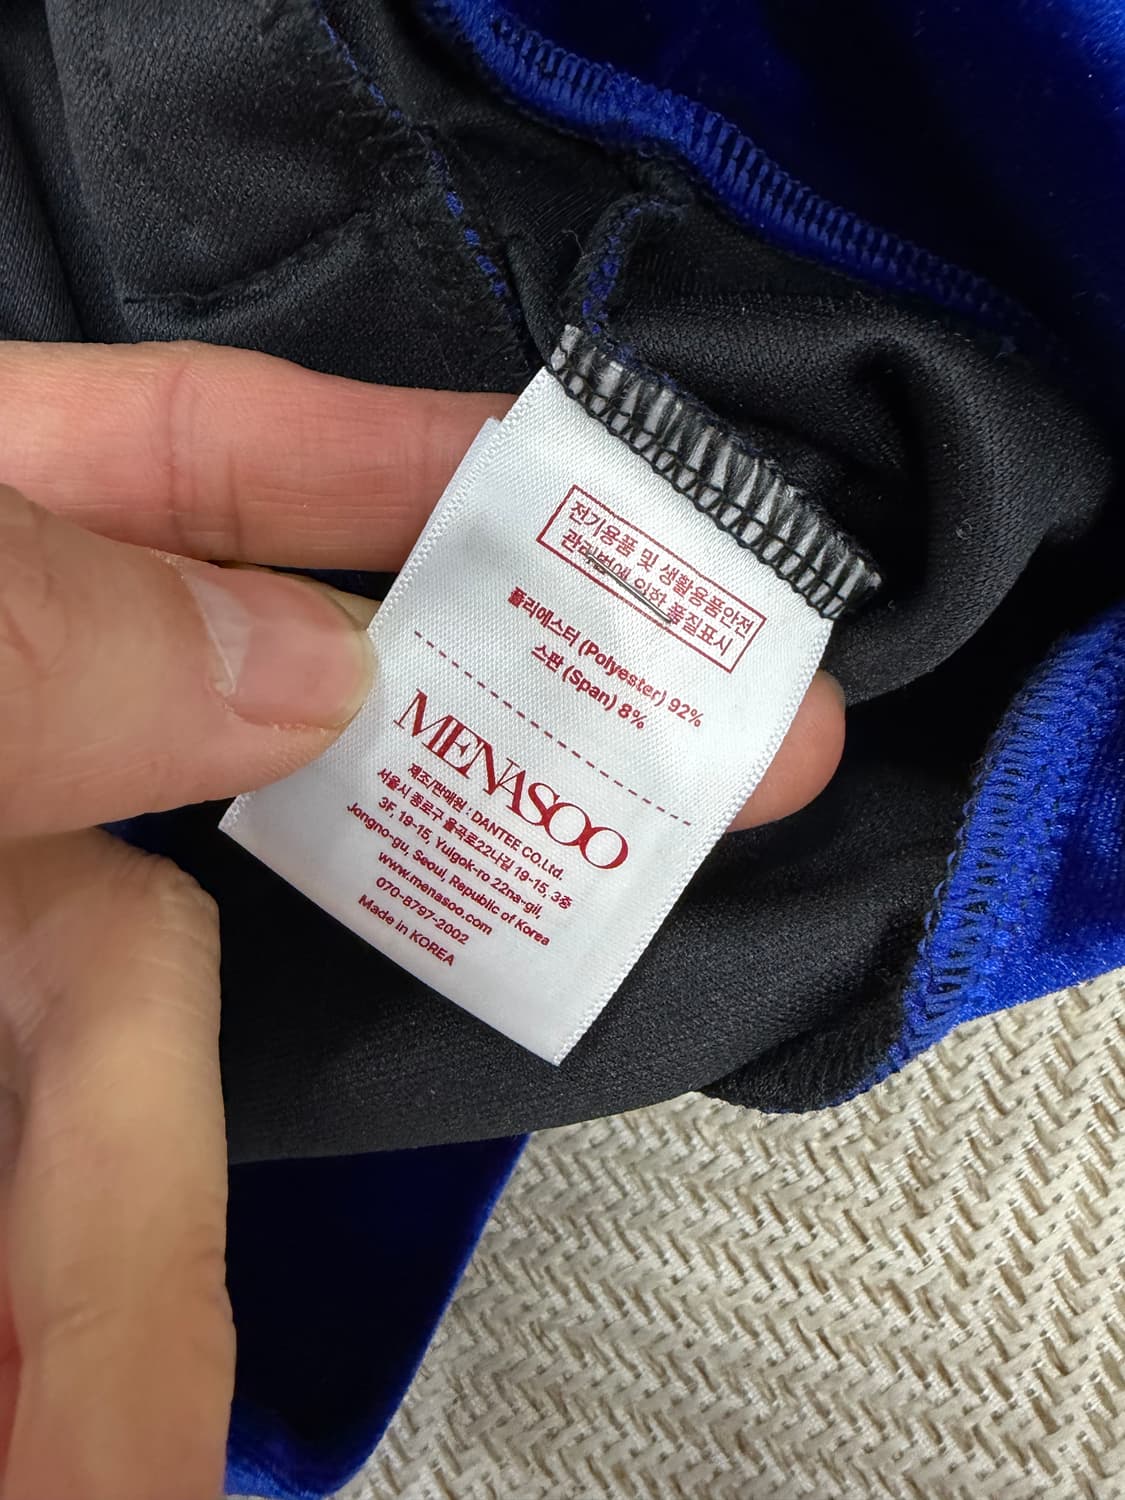 전기용품 및 생활용품안전
관리법에 의한 품질표시
폴리에스터 (Polyester) 92%
스판 (Span) 8%
MENASOO
제조/판매원 : DANTEE CO.Ltd.
서울시 종로구 율곡로22나길 19-15, 3층
3F, 19-15, Yulgok-ro 22na-gil,
Jongno-gu, Seoul, Republic of Korea
www.menasoo.com
070-8797-2002
Made in KOREA